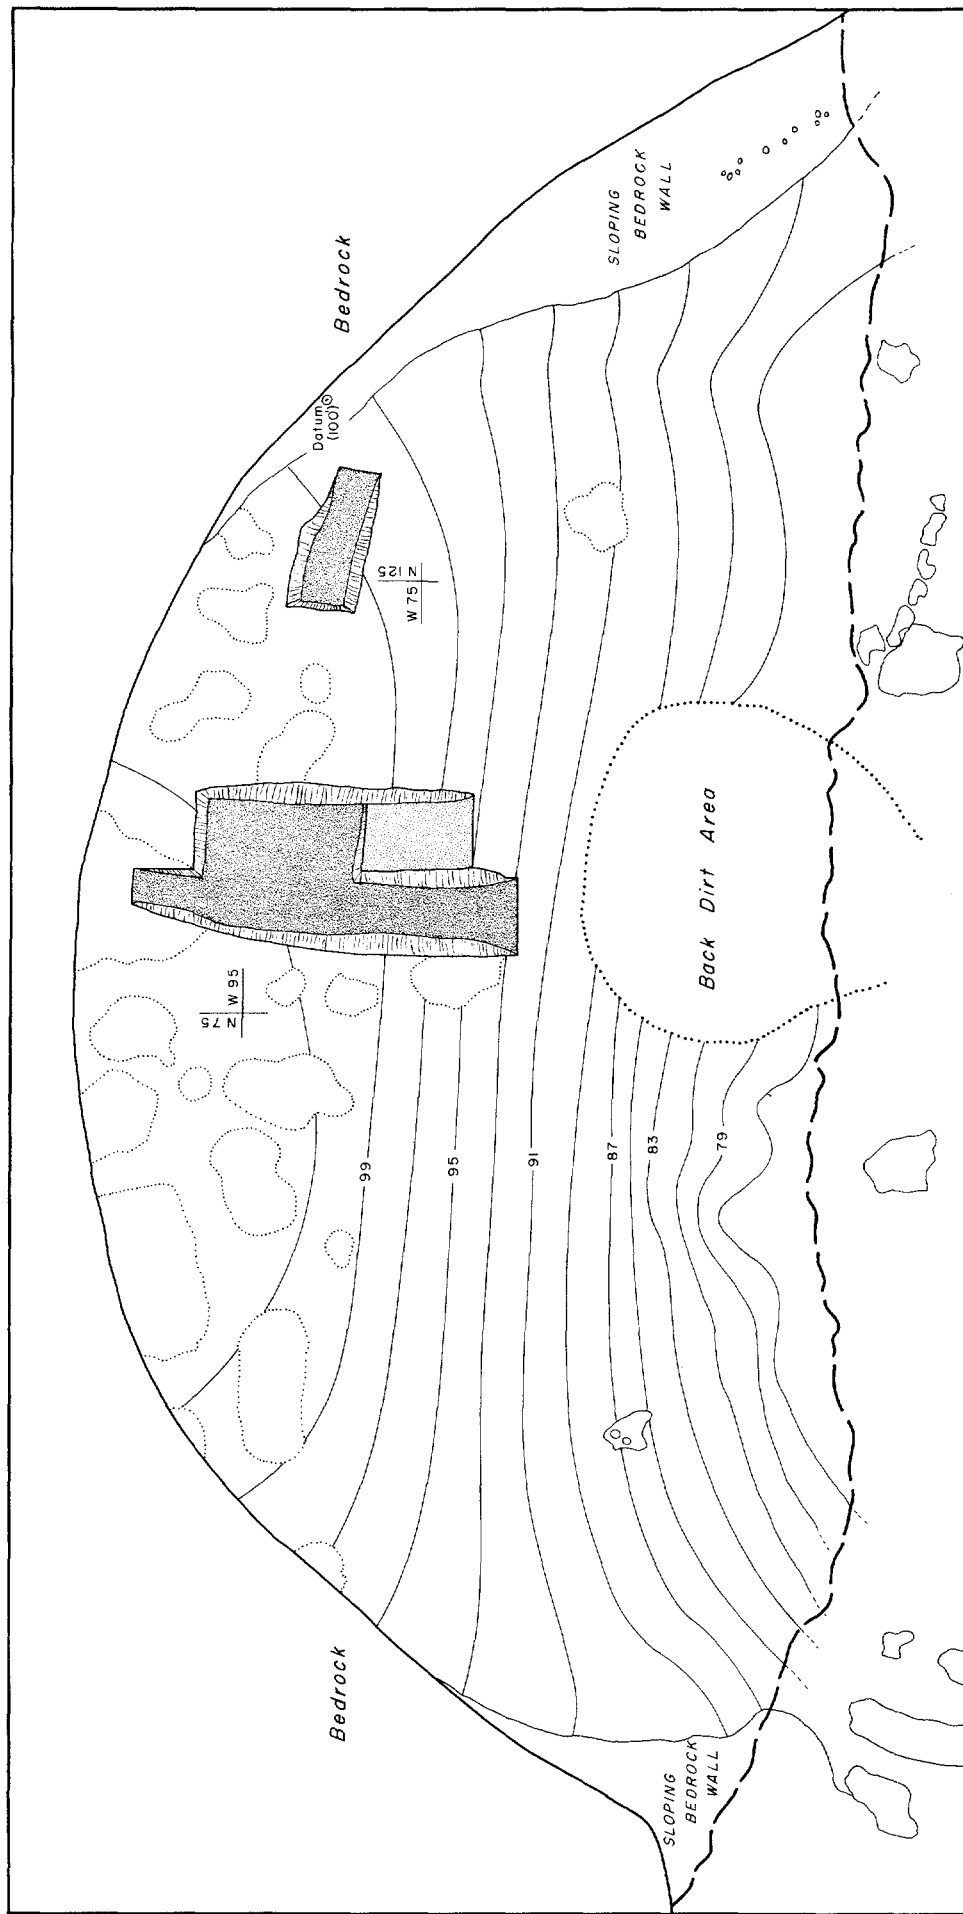 Bedrock
Bedrock
SLOPING
BEDROCK
WALL
SLOPING
BEDROCK
WALL
Datum
(100')
N 75
W 95
W 75
N 125
99
95
91
87
83
79
Back Dirt Area